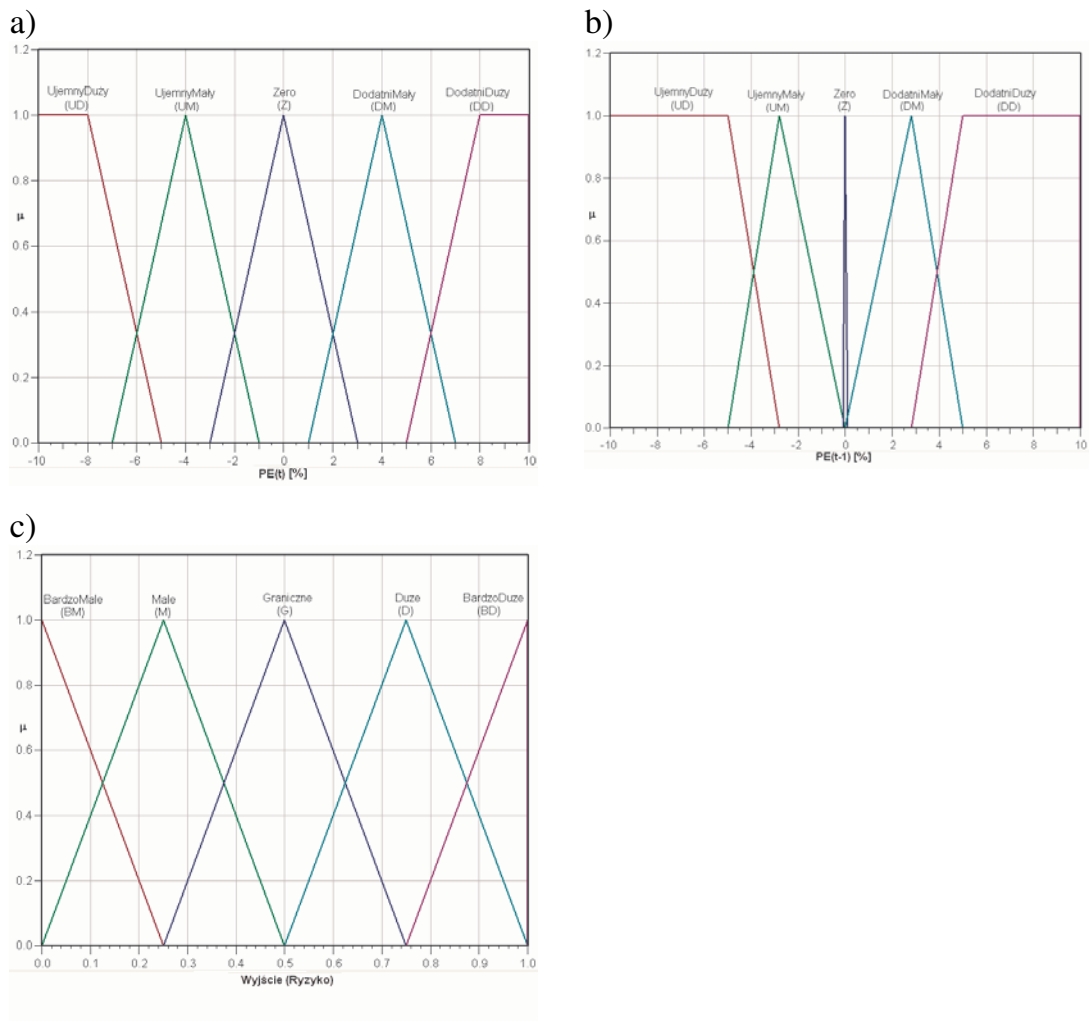 a)
1.2
UjemnyDuży UjemnyMały Zero DodatniMały DodatniDuży
(UD) (UM) (Z) (DM) (DD)
1.0
0.8
μ
0.6
0.4
0.2
0.0
-10 -8 -6 -4 -2 0 2 4 6 8 10
PE(t) [%]
b)
1.2
UjemnyDuży UjemnyMały Zero DodatniMały DodatniDuży
(UD) (UM) (Z) (DM) (DD)
1.0
0.8
μ
0.6
0.4
0.2
0.0
-10 -8 -6 -4 -2 0 2 4 6 8 10
PE(t-1) [%]
c)
1.2
BardzoMale Male Graniczne Duze BardzoDuze
(BM) (M) (G) (D) (BD)
1.0
0.8
μ
0.6
0.4
0.2
0.0
0.0 0.1 0.2 0.3 0.4 0.5 0.6 0.7 0.8 0.9 1.0
Wyjście (Ryzyko)